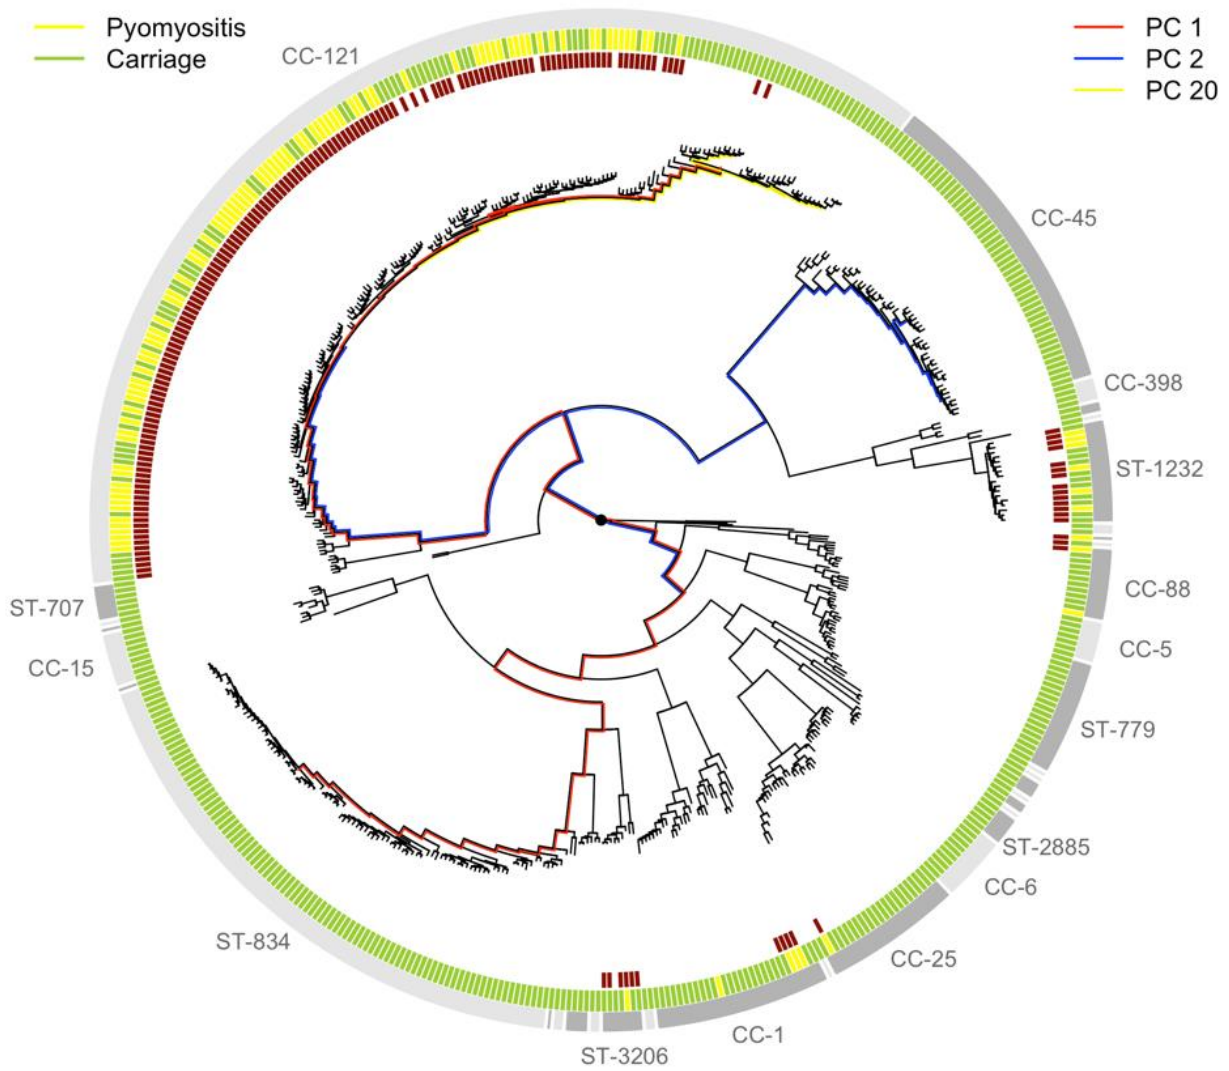 Pyomyositis
Carriage
PC 1
PC 2
PC 20
CC-121
CC-45
CC-398
ST-1232
CC-88
CC-5
ST-779
ST-2885
CC-6
CC-25
CC-1
ST-3206
ST-834
CC-15
ST-707